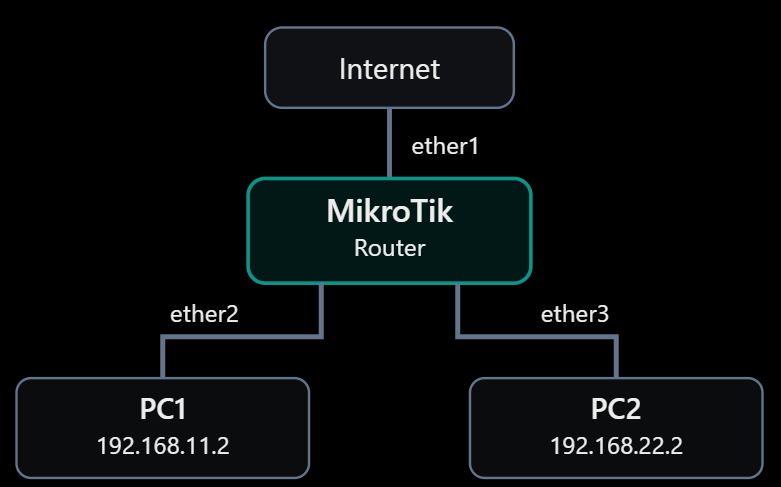 Internet
ether1
MikroTik
Router
ether2
ether3
PC1
192.168.11.2
PC2
192.168.22.2